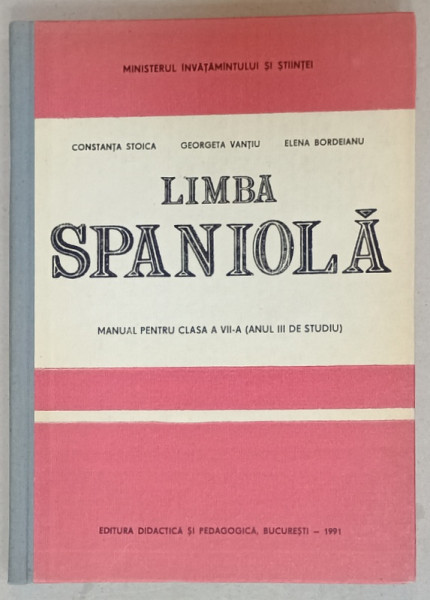 MINISTERUL ÎNVĂȚĂMÎNTULUI ȘI ȘTIINȚEI
CONSTANȚA STOICA GEORGETA VANȚIU ELENA BORDEIANU
LIMBA
SPANIOLĂ
MANUAL PENTRU CLASA A VII-A (ANUL III DE STUDIU)
EDITURA DIDACTICĂ ȘI PEDAGOGICĂ, BUCUREȘTI — 1991